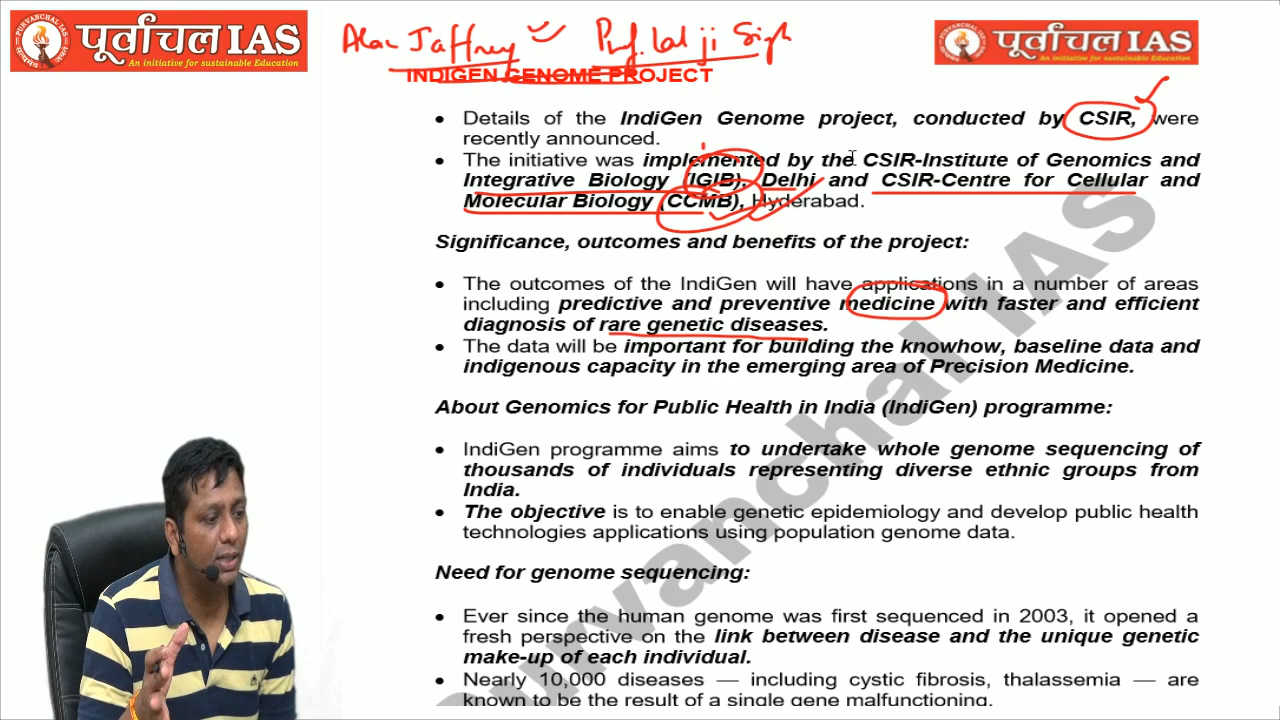 पूर्वांचल IAS
An initiative for sustainable Education
Jaffrey Prof. Lal ji Singh
पूर्वांचल IAS
An initiative for sustainable Education
INDIGEN GENOME PROJECT
• Details of the IndiGen Genome project, conducted by CSIR, were
recently announced.
• The initiative was implemented by the CSIR-Institute of Genomics and
Integrative Biology (IGIB), Delhi and CSIR-Centre for Cellular and
Molecular Biology (CCMB), Hyderabad.
Significance, outcomes and benefits of the project:
• The outcomes of the IndiGen will have applications in a number of areas
including predictive and preventive medicine with faster and efficient
diagnosis of rare genetic diseases.
• The data will be important for building the knowhow, baseline data and
indigenous capacity in the emerging area of Precision Medicine.
About Genomics for Public Health in India (IndiGen) programme:
• IndiGen programme aims to undertake whole genome sequencing of
thousands of individuals representing diverse ethnic groups from
India.
• The objective is to enable genetic epidemiology and develop public health
technologies applications using population genome data.
Need for genome sequencing:
• Ever since the human genome was first sequenced in 2003, it opened a
fresh perspective on the link between disease and the unique genetic
make-up of each individual.
• Nearly 10,000 diseases — including cystic fibrosis, thalassemia — are
known to be the result of a single gene malfunctioning.
Purvanchal IAS